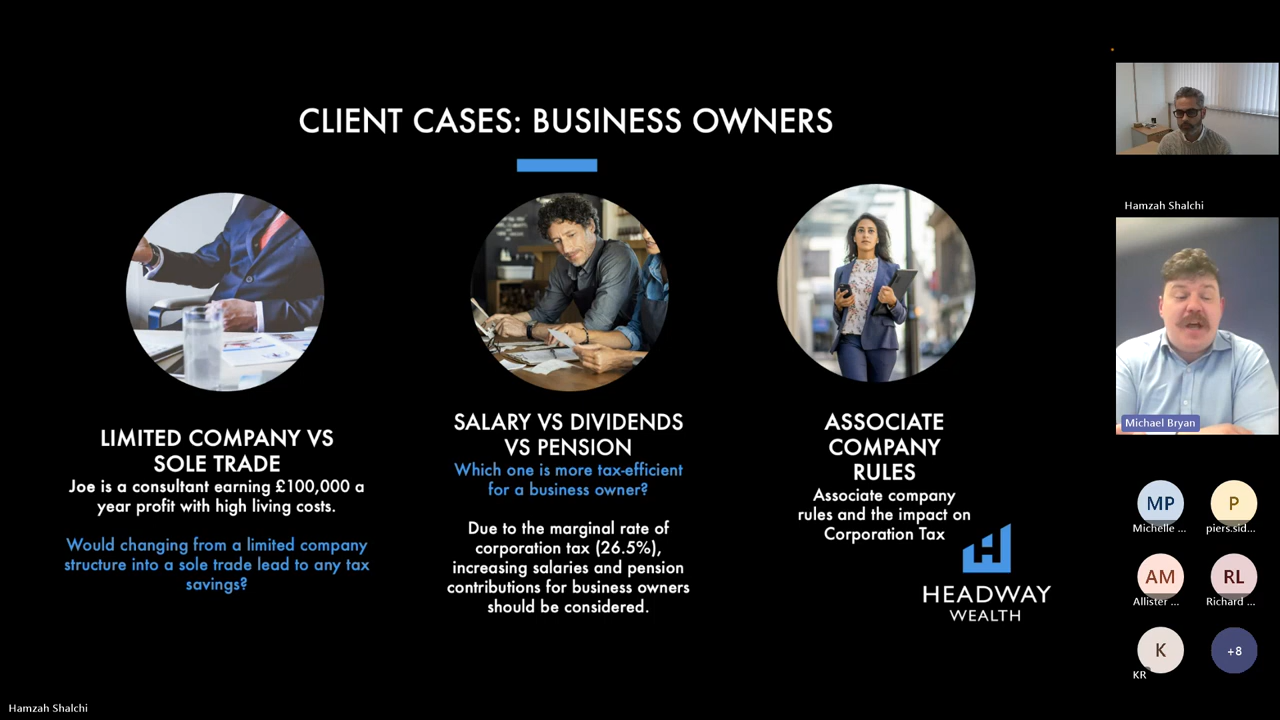 CLIENT CASES: BUSINESS OWNERS
LIMITED COMPANY VS
SOLE TRADE
Joe is a consultant earning £100,000 a
year profit with high living costs.
Would changing from a limited company
structure into a sole trade lead to any tax
savings?
SALARY VS DIVIDENDS
VS PENSION
Which one is more tax-efficient
for a business owner?
Due to the marginal rate of
corporation tax (26.5%),
increasing salaries and pension
contributions for business owners
should be considered.
ASSOCIATE
COMPANY
RULES
Associate company
rules and the impact on
Corporation Tax
HEADWAY
WEALTH
Hamzah Shalchi
Michael Bryan
MP
Michelle ...
P
piers.sid...
AM
Allister ...
RL
Richard ...
K
KR
+8
Hamzah Shalchi